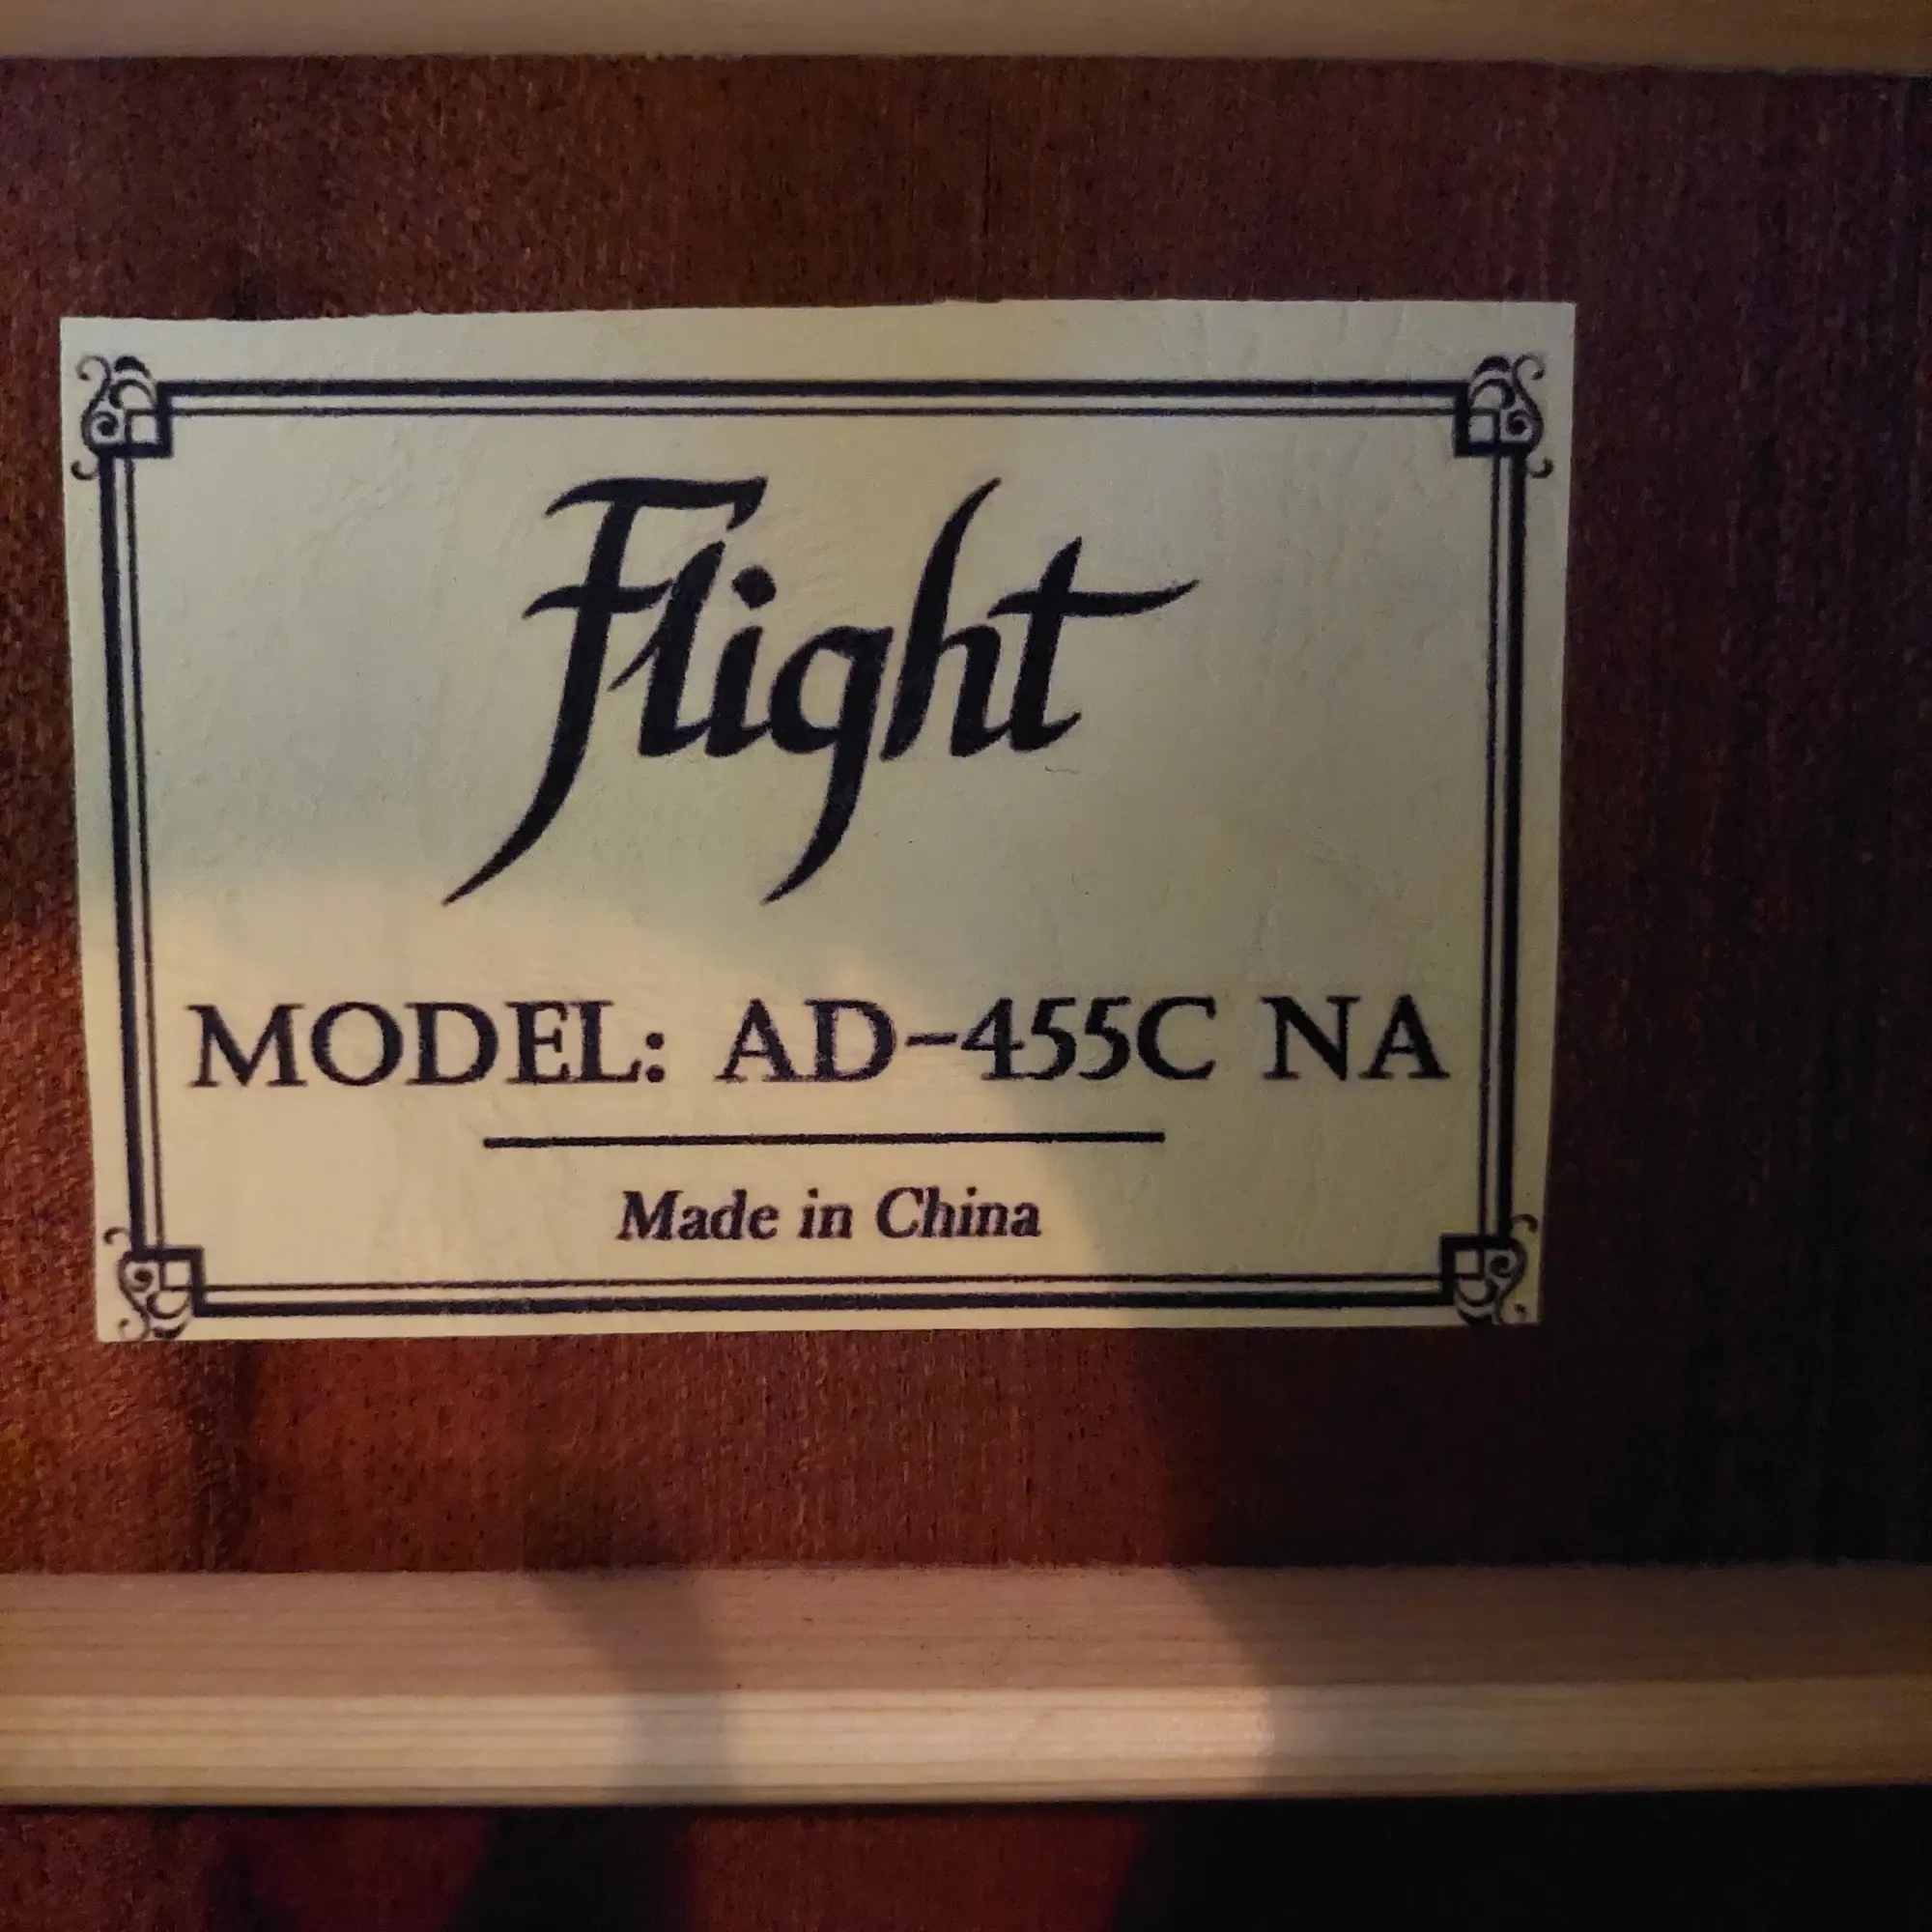 Flight
MODEL: AD-455C NA
Made in China